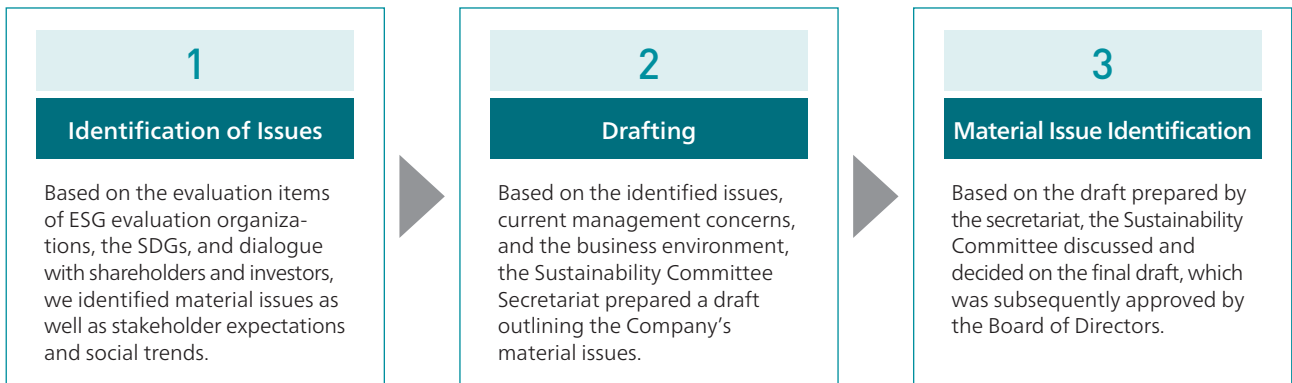 1
Identification of Issues
Based on the evaluation items
of ESG evaluation organiza-
tions, the SDGs, and dialogue
with shareholders and investors,
we identified material issues as
well as stakeholder expectations
and social trends.
2
Drafting
Based on the identified issues,
current management concerns,
and the business environment,
the Sustainability Committee
Secretariat prepared a draft
outlining the Company’s
material issues.
3
Material Issue Identification
Based on the draft prepared by
the secretariat, the Sustainability
Committee discussed and
decided on the final draft, which
was subsequently approved by
the Board of Directors.